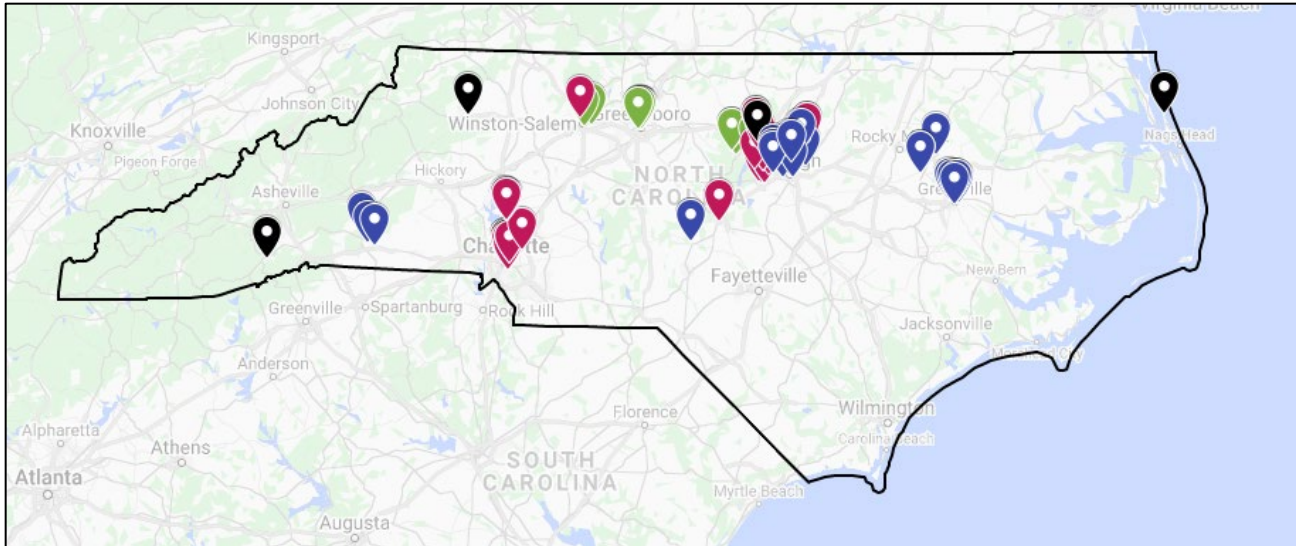 Virginia Beach
Kingsport
Johnson City
Knoxville
Winston-Salem
Greensboro
Pigeon Forge
Rocky M
Nags Head
Hickory
NORTH
CAROLINA
Asheville
Greenville
Charlotte
Fayetteville
New Bern
Greenville
Spartanburg
Rock Hill
Jacksonville
Morehead City
Anderson
Florence
Wilmington
Carolina Beach
Alpharetta
Athens
SOUTH
CAROLINA
Atlanta
Myrtle Beach
Augusta